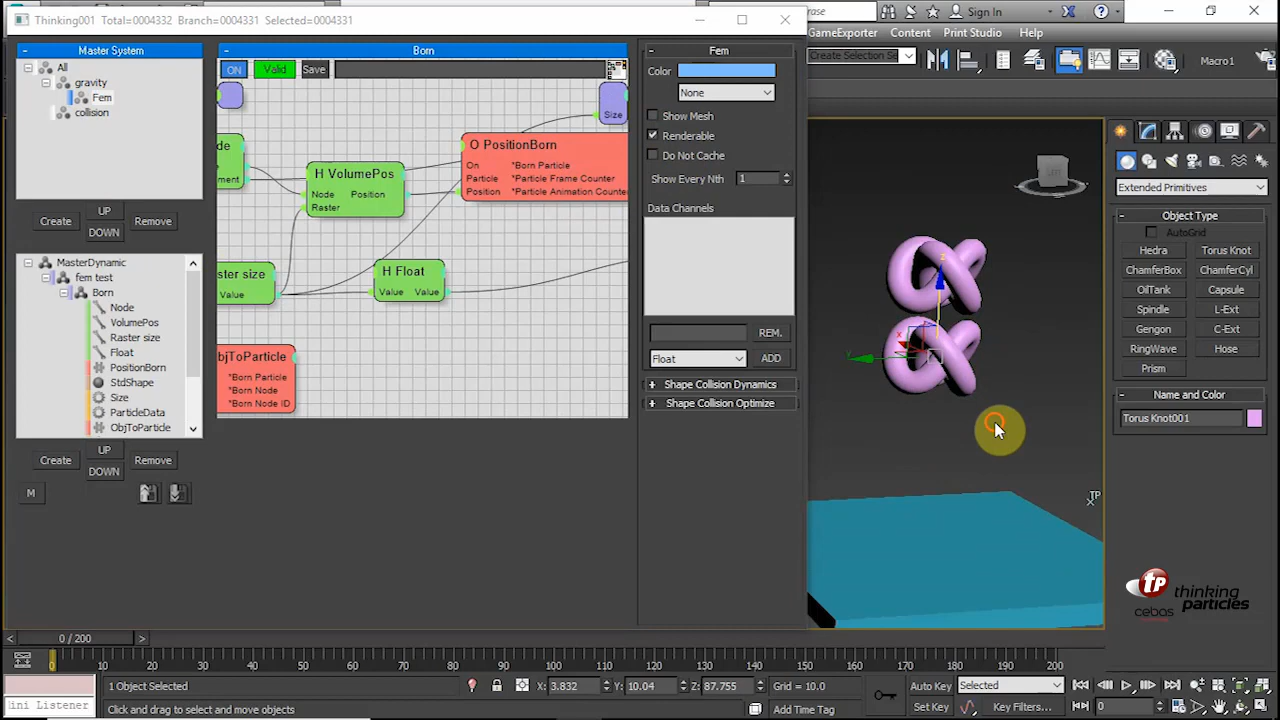 Thinking001 Total=0004332 Branch=0004331 Selected=0004331
Sign In
GameExporter Content Print Studio Help
Create Selection Se
Macro1
Master System
All
gravity
Fem
collision
Create
UP
DOWN
Remove
MasterDynamic
fem test
Born
Node
VolumePos
Raster size
Float
PositionBorn
StdShape
Size
ParticleData
ObjToParticle
Create
UP
DOWN
Remove
M
Born
ON
Valid
Save
Size
O PositionBorn
On *Born Particle
Particle *Particle Frame Counter
Position *Particle Animation Counter
H VolumePos
Node Position
Raster
ster size
Value
H Float
Value Value
bjToParticle
*Born Particle
*Born Node
*Born Node ID
Fem
Color
None
Show Mesh
Renderable
Do Not Cache
Show Every Nth 1
Data Channels
REM.
Float
ADD
Shape Collision Dynamics
Shape Collision Optimize
x
y
z
TP
Extended Primitives
Object Type
AutoGrid
Hedra Torus Knot
ChamferBox ChamferCyl
OilTank Capsule
Spindle L-Ext
Gengon C-Ext
RingWave Hose
Prism
Name and Color
Torus Knot001
tp thinking particles
cebas
0 / 200
0 10 20 30 40 50 60 70 80 90 100 110 120 130 140 150 160 170 180 190 200
1 Object Selected
X: 3.832 Y: 10.04 Z: 87.755 Grid = 10.0
Auto Key Selected
ini Listener
Click and drag to select and move objects
Add Time Tag
Set Key Key Filters...
0